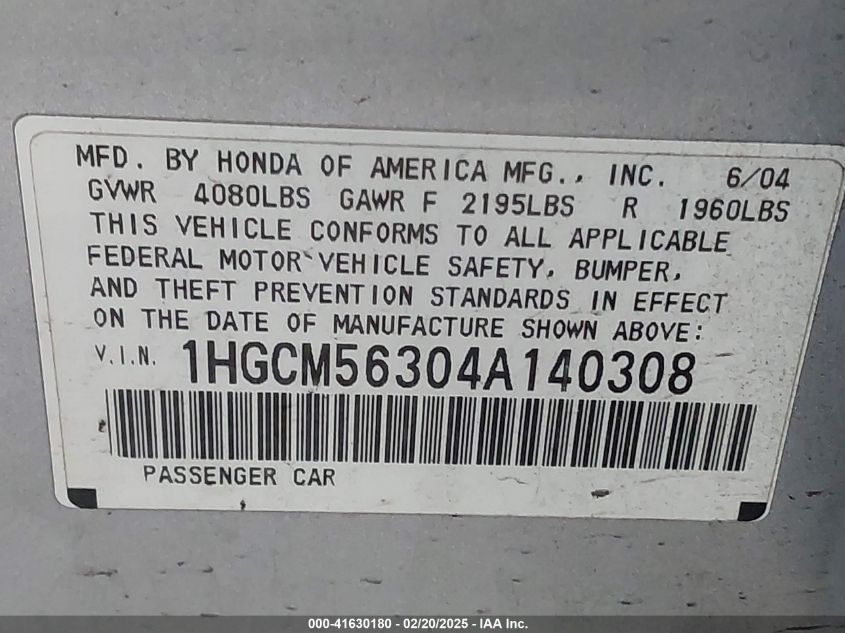 MFD. BY HONDA OF AMERICA MFG., INC. 6/04
GVWR 4080LBS GAWR F 2195LBS R 1960LBS
THIS VEHICLE CONFORMS TO ALL APPLICABLE
FEDERAL MOTOR VEHICLE SAFETY, BUMPER,
AND THEFT PREVENTION STANDARDS IN EFFECT
ON THE DATE OF MANUFACTURE SHOWN ABOVE:
V.I.N. 1HGCM56304A140308
PASSENGER CAR
000-41630180 - 02/20/2025 - IAA Inc.